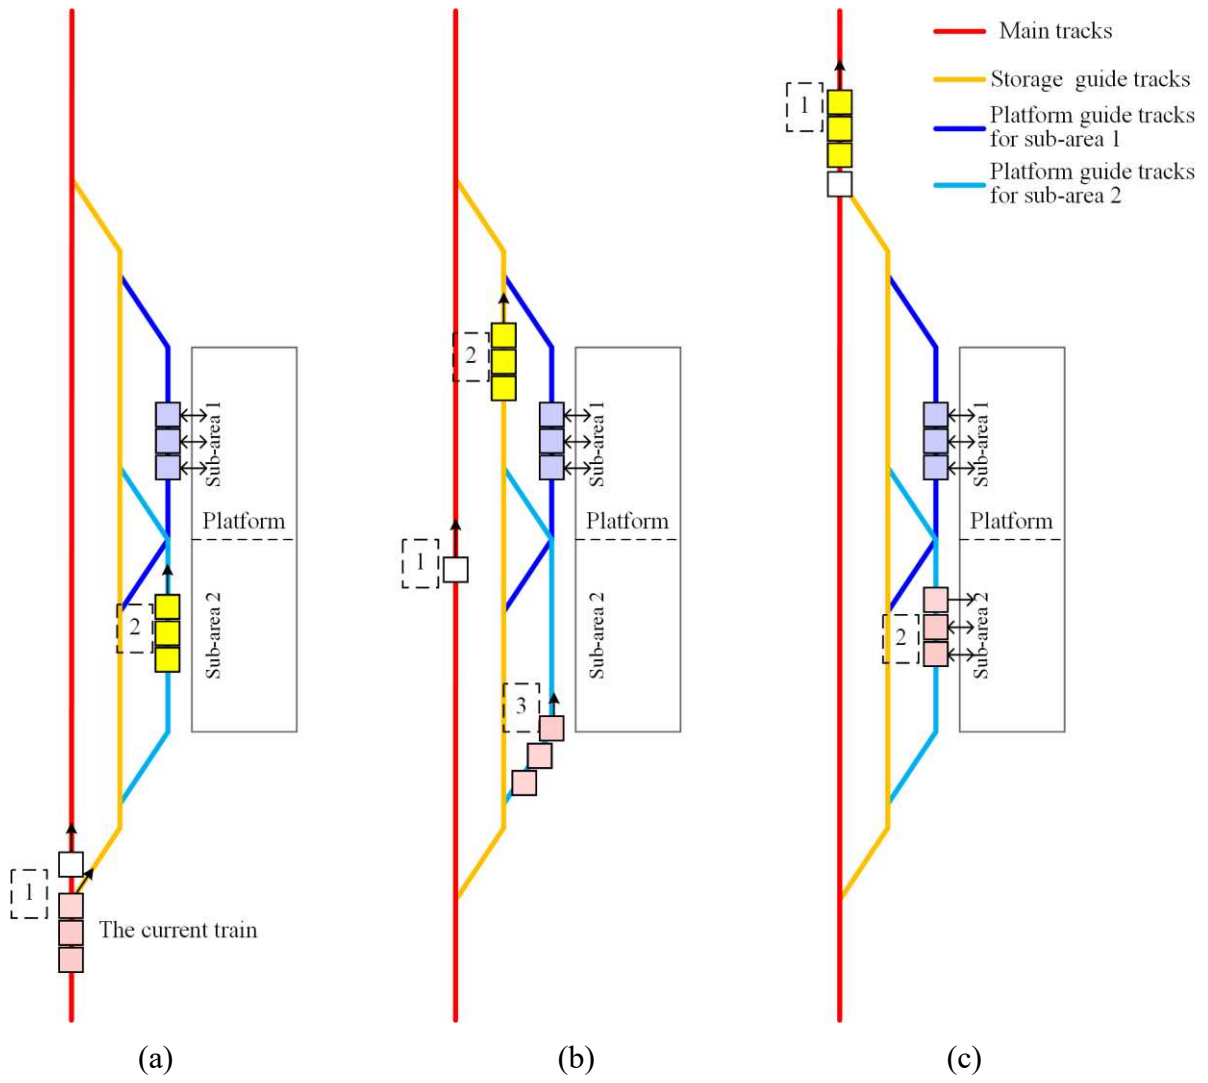 Main tracks
Storage guide tracks
Platform guide tracks
for sub-area 1
Platform guide tracks
for sub-area 2
1
2
Sub-area 1
Platform
Sub-area 2
The current train
1
2
3
Sub-area 1
Platform
Sub-area 2
1
2
Sub-area 1
Platform
Sub-area 2
(a)
(b)
(c)